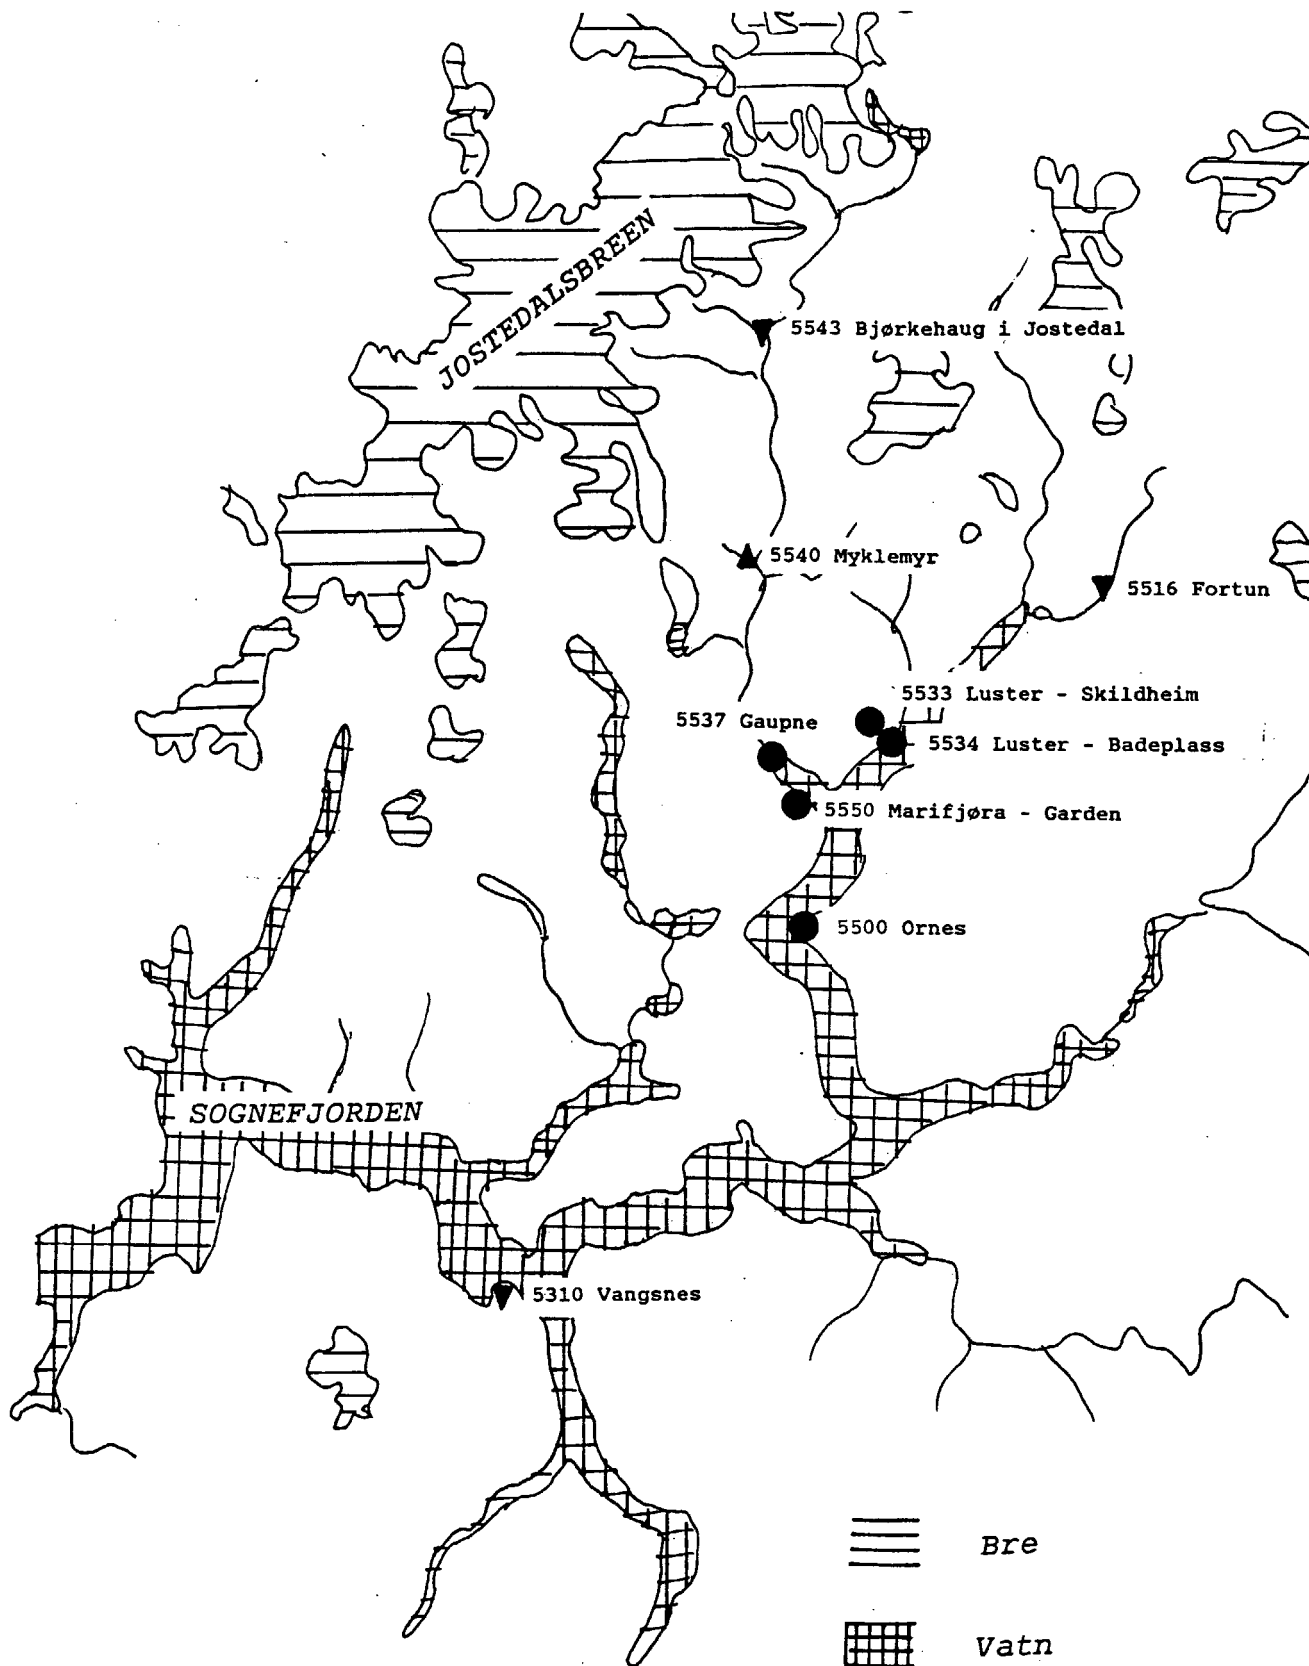 JOSTEDALSBREEN
5543 Bjørkehaug i Jostedal
5540 Myklemyr
5516 Fortun
5533 Luster - Skildheim
5537 Gaupne
5534 Luster - Badeplass
5550 Marifjøra - Garden
5500 Ornes
SOGNEFJORDEN
5310 Vangsnes
Bre
Vatn